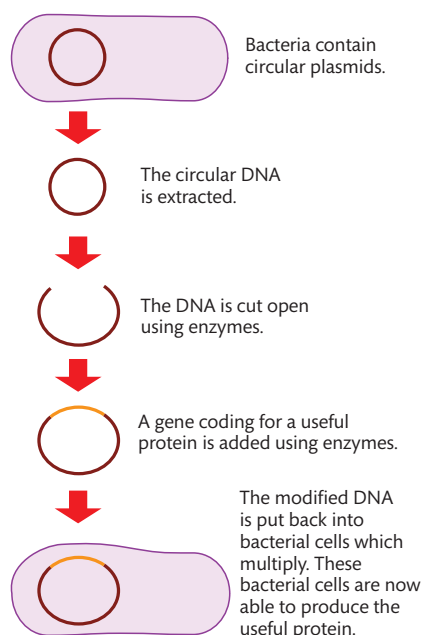 Bacteria contain
circular plasmids.
The circular DNA
is extracted.
The DNA is cut open
using enzymes.
A gene coding for a useful
protein is added using enzymes.
The modified DNA
is put back into
bacterial cells which
multiply. These
bacterial cells are now
able to produce the
useful protein.